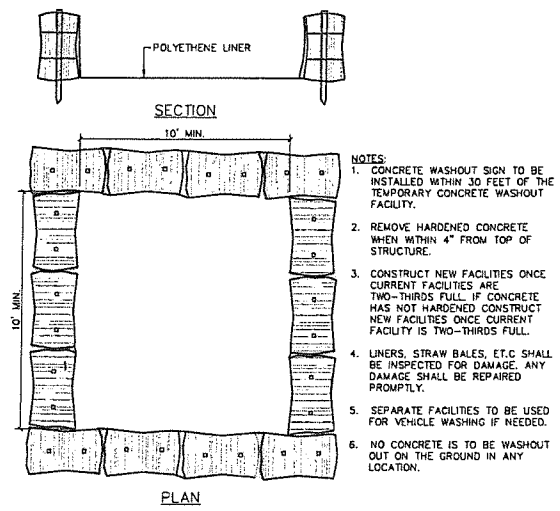 POLYETHENE LINER
SECTION
10' MIN.
10' MIN.
PLAN
NOTES:
1. CONCRETE WASHOUT SIGN TO BE
INSTALLED WITHIN 30 FEET OF THE
TEMPORARY CONCRETE WASHOUT
FACILITY.
2. REMOVE HARDENED CONCRETE
WHEN WITHIN 4" FROM TOP OF
STRUCTURE.
3. CONSTRUCT NEW FACILITIES ONCE
CURRENT FACILITIES ARE
TWO-THIRDS FULL. IF CONCRETE
HAS NOT HARDENED CONSTRUCT
NEW FACILITIES ONCE CURRENT
FACILITY IS TWO-THIRDS FULL.
4. LINERS, STRAW BALES, ET.C SHALL
BE INSPECTED FOR DAMAGE. ANY
DAMAGE SHALL BE REPAIRED
PROMPTLY.
5. SEPARATE FACILITIES TO BE USED
FOR VEHICLE WASHING IF NEEDED.
6. NO CONCRETE IS TO BE WASHOUT
OUT ON THE GROUND IN ANY
LOCATION.